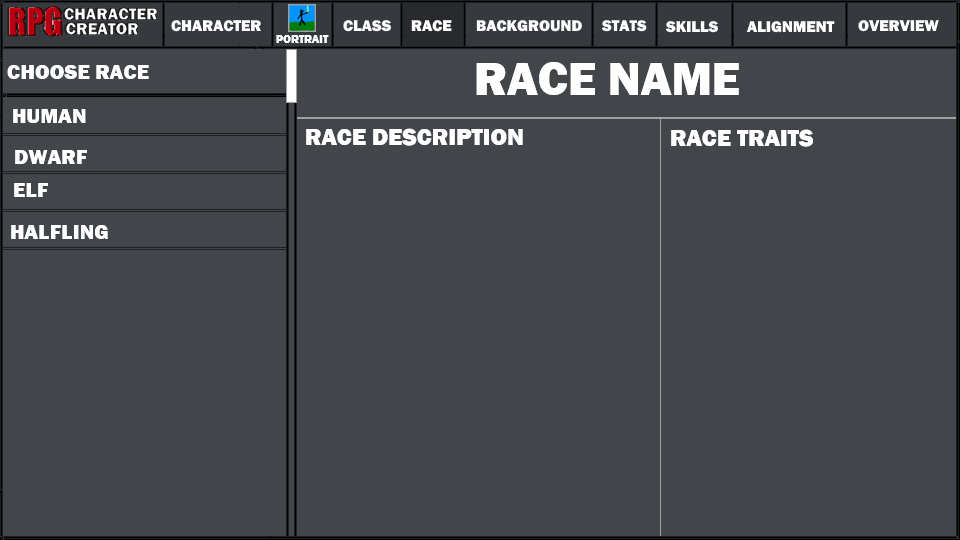 RPG CHARACTER CREATOR
CHARACTER
PORTRAIT
CLASS
RACE
BACKGROUND
STATS
SKILLS
ALIGNMENT
OVERVIEW
CHOOSE RACE
HUMAN
DWARF
ELF
HALFLING
RACE NAME
RACE DESCRIPTION
RACE TRAITS